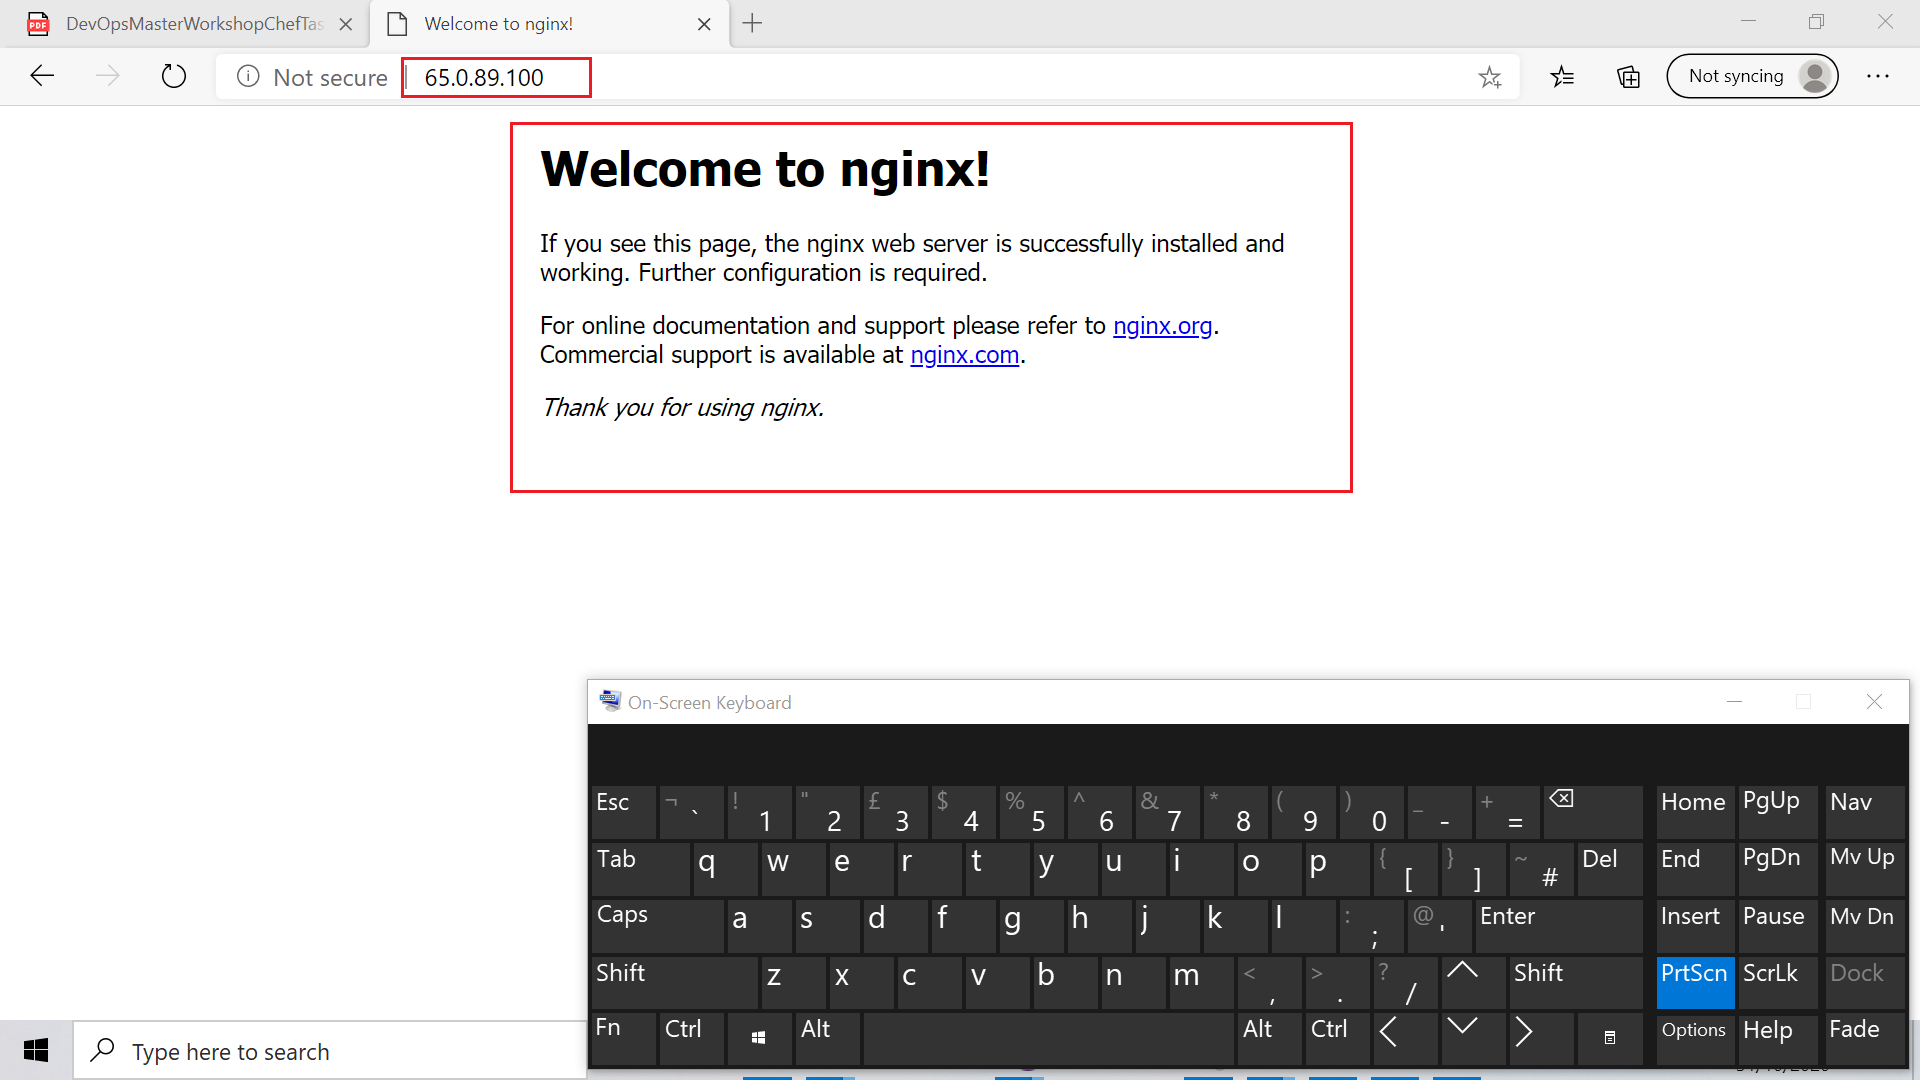 DevOpsMasterWorkshopChefTas
Welcome to nginx!
Not secure
65.0.89.100
Not syncing
Welcome to nginx!
If you see this page, the nginx web server is successfully installed and
working. Further configuration is required.
For online documentation and support please refer to nginx.org.
Commercial support is available at nginx.com.
Thank you for using nginx.
On-Screen Keyboard
Esc ¬ ` ! 1 " 2 £ 3 $ 4 % 5 ^ 6 & 7 * 8 ( 9 ) 0 _ - + = Home PgUp Nav
Tab q w e r t y u i o p { [ } ] ~ # Del End PgDn Mv Up
Caps a s d f g h j k l : ; @ ' Enter Insert Pause Mv Dn
Shift z x c v b n m < , > . ? / Shift PrtScn ScrLk Dock
Fn Ctrl Alt Alt Ctrl Options Help Fade
Type here to search